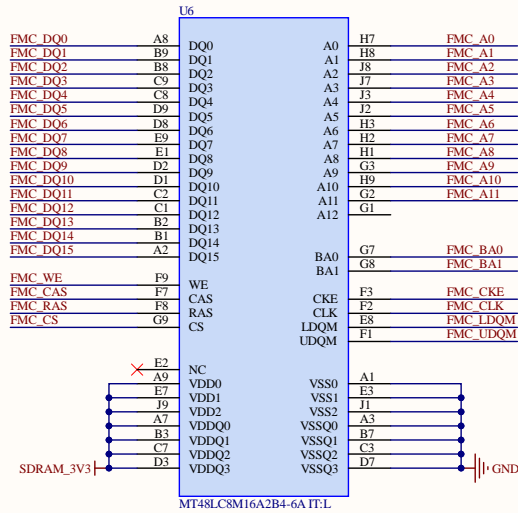 U6
FMC_DQ0 A8 DQ0 A0 H7 FMC_A0
FMC_DQ1 B9 DQ1 A1 H8 FMC_A1
FMC_DQ2 B8 DQ2 A2 J8 FMC_A2
FMC_DQ3 C9 DQ3 A3 J7 FMC_A3
FMC_DQ4 C8 DQ4 A4 J3 FMC_A4
FMC_DQ5 D9 DQ5 A5 J2 FMC_A5
FMC_DQ6 D8 DQ6 A6 H3 FMC_A6
FMC_DQ7 E9 DQ7 A7 H2 FMC_A7
FMC_DQ8 E1 DQ8 A8 H1 FMC_A8
FMC_DQ9 D2 DQ9 A9 G3 FMC_A9
FMC_DQ10 D1 DQ10 A10 H9 FMC_A10
FMC_DQ11 C2 DQ11 A11 G2 FMC_A11
FMC_DQ12 C1 DQ12 A12 G1
FMC_DQ13 B2 DQ13
FMC_DQ14 B1 DQ14
FMC_DQ15 A2 DQ15 BA0 G7 FMC_BA0
BA1 G8 FMC_BA1
FMC_WE F9 WE
FMC_CAS F7 CAS CKE F3 FMC_CKE
FMC_RAS F8 RAS CLK F2 FMC_CLK
FMC_CS G9 CS LDQM E8 FMC_LDQM
UDQM F1 FMC_UDQM
E2 NC
A9 VDD0 VSS0 A1
E7 VDD1 VSS1 E3
J9 VDD2 VSS2 J1
A7 VDDQ0 VSSQ0 A3
B3 VDDQ1 VSSQ1 B7
C7 VDDQ2 VSSQ2 C3
SDRAM_3V3 D3 VDDQ3 VSSQ3 D7 GND
MT48LC8M16A2B4-6A IT:L